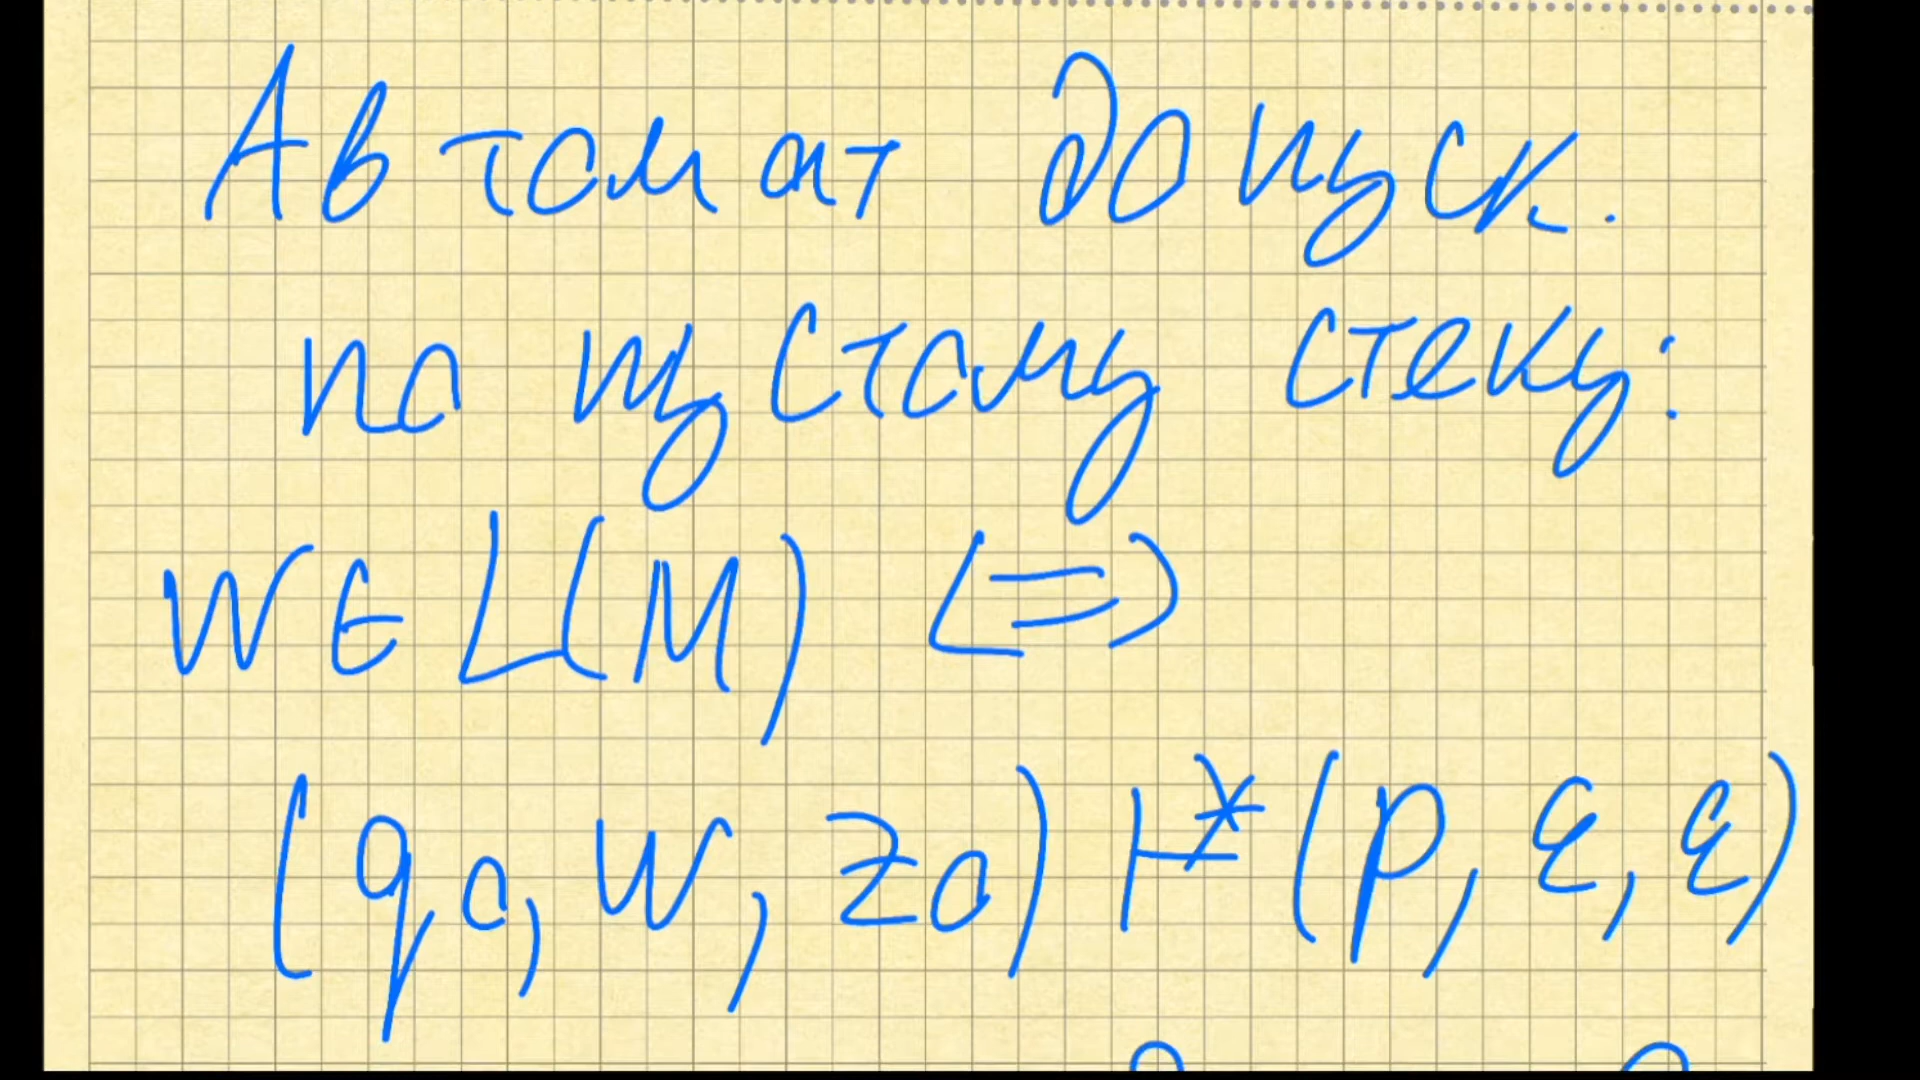 Автомат допуск.
по пустому стеку:
w ∈ L(M) <=>
(q0, w, z0) ⊢* (p, ε, ε)